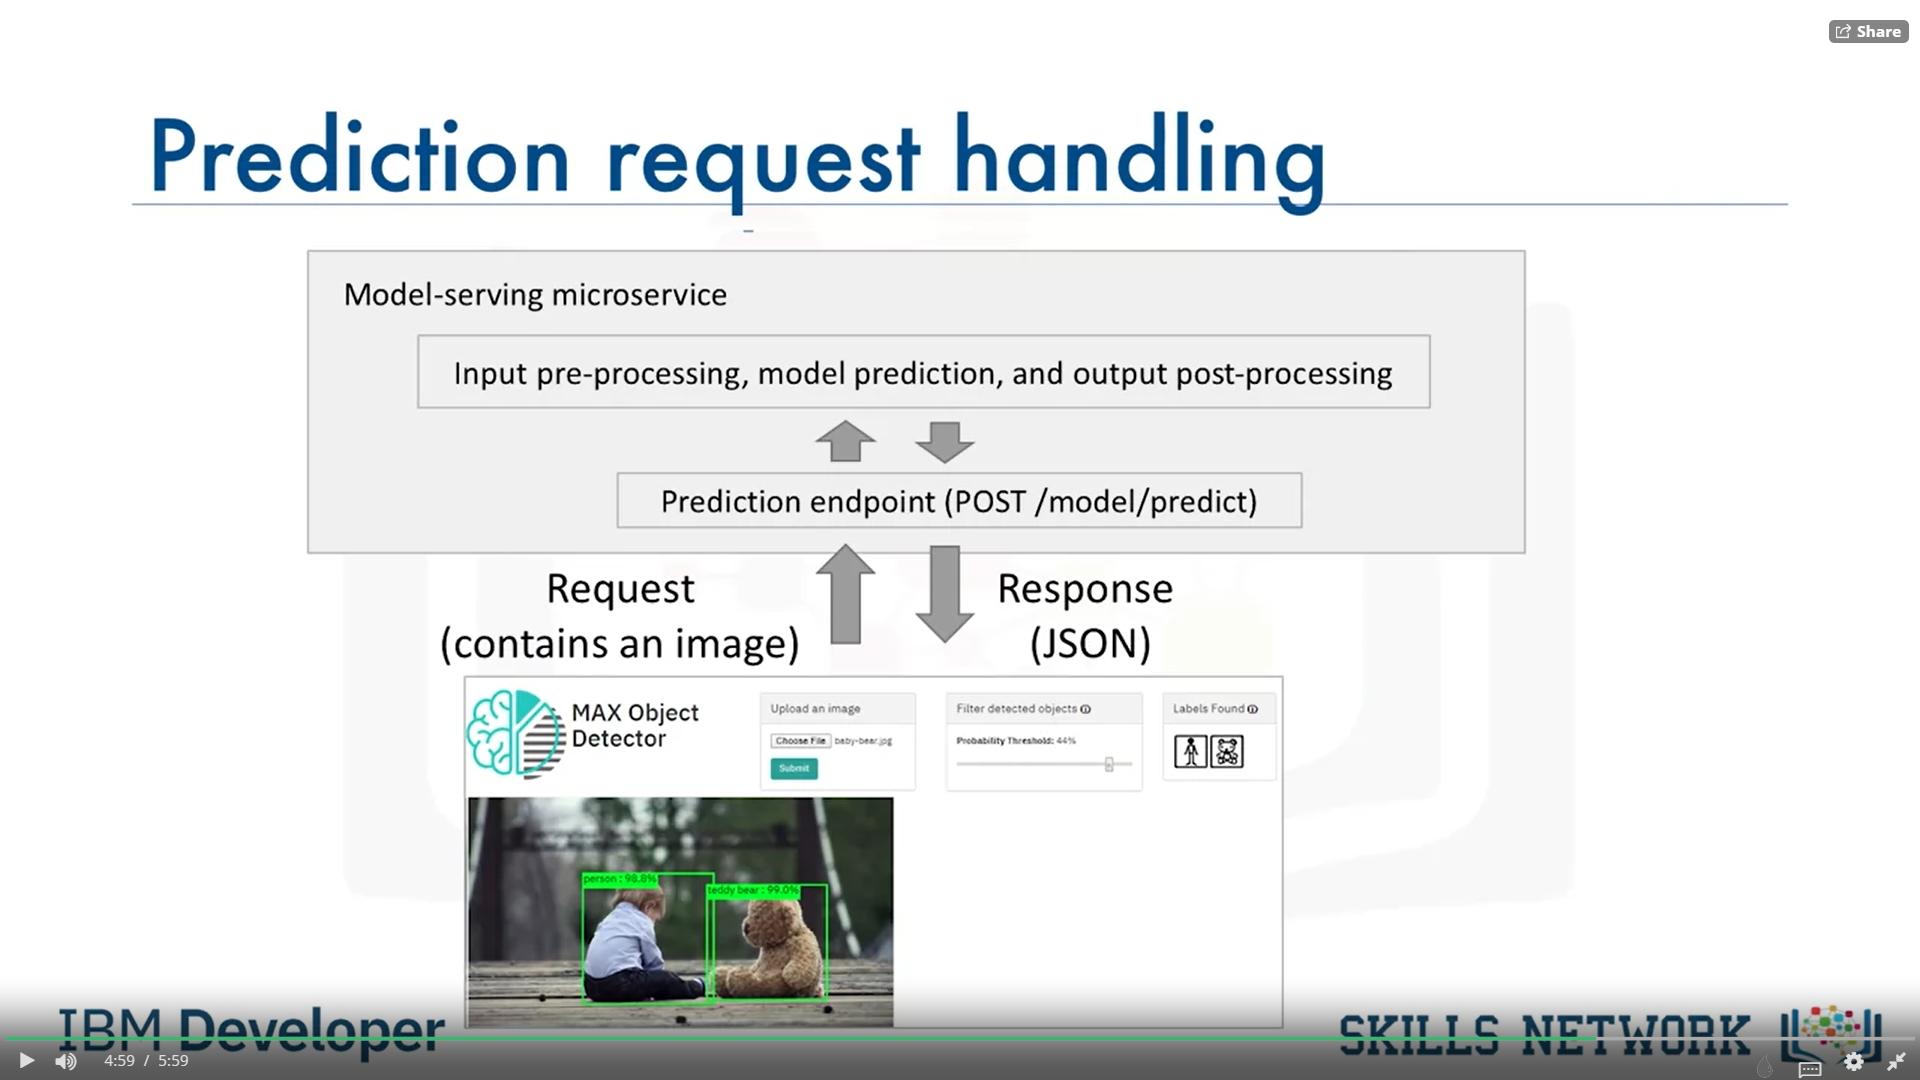 Share
Prediction request handling
Model-serving microservice
Input pre-processing, model prediction, and output post-processing
Prediction endpoint (POST /model/predict)
Request
(contains an image)
Response
(JSON)
MAX Object
Detector
Upload an image
Choose File baby-bear.jpg
Submit
Filter detected objects
Probability Threshold: 44%
Labels Found
person : 98.8%
teddy bear : 99.0%
IBM Developer
SKILLS NETWORK
4:59 / 5:59